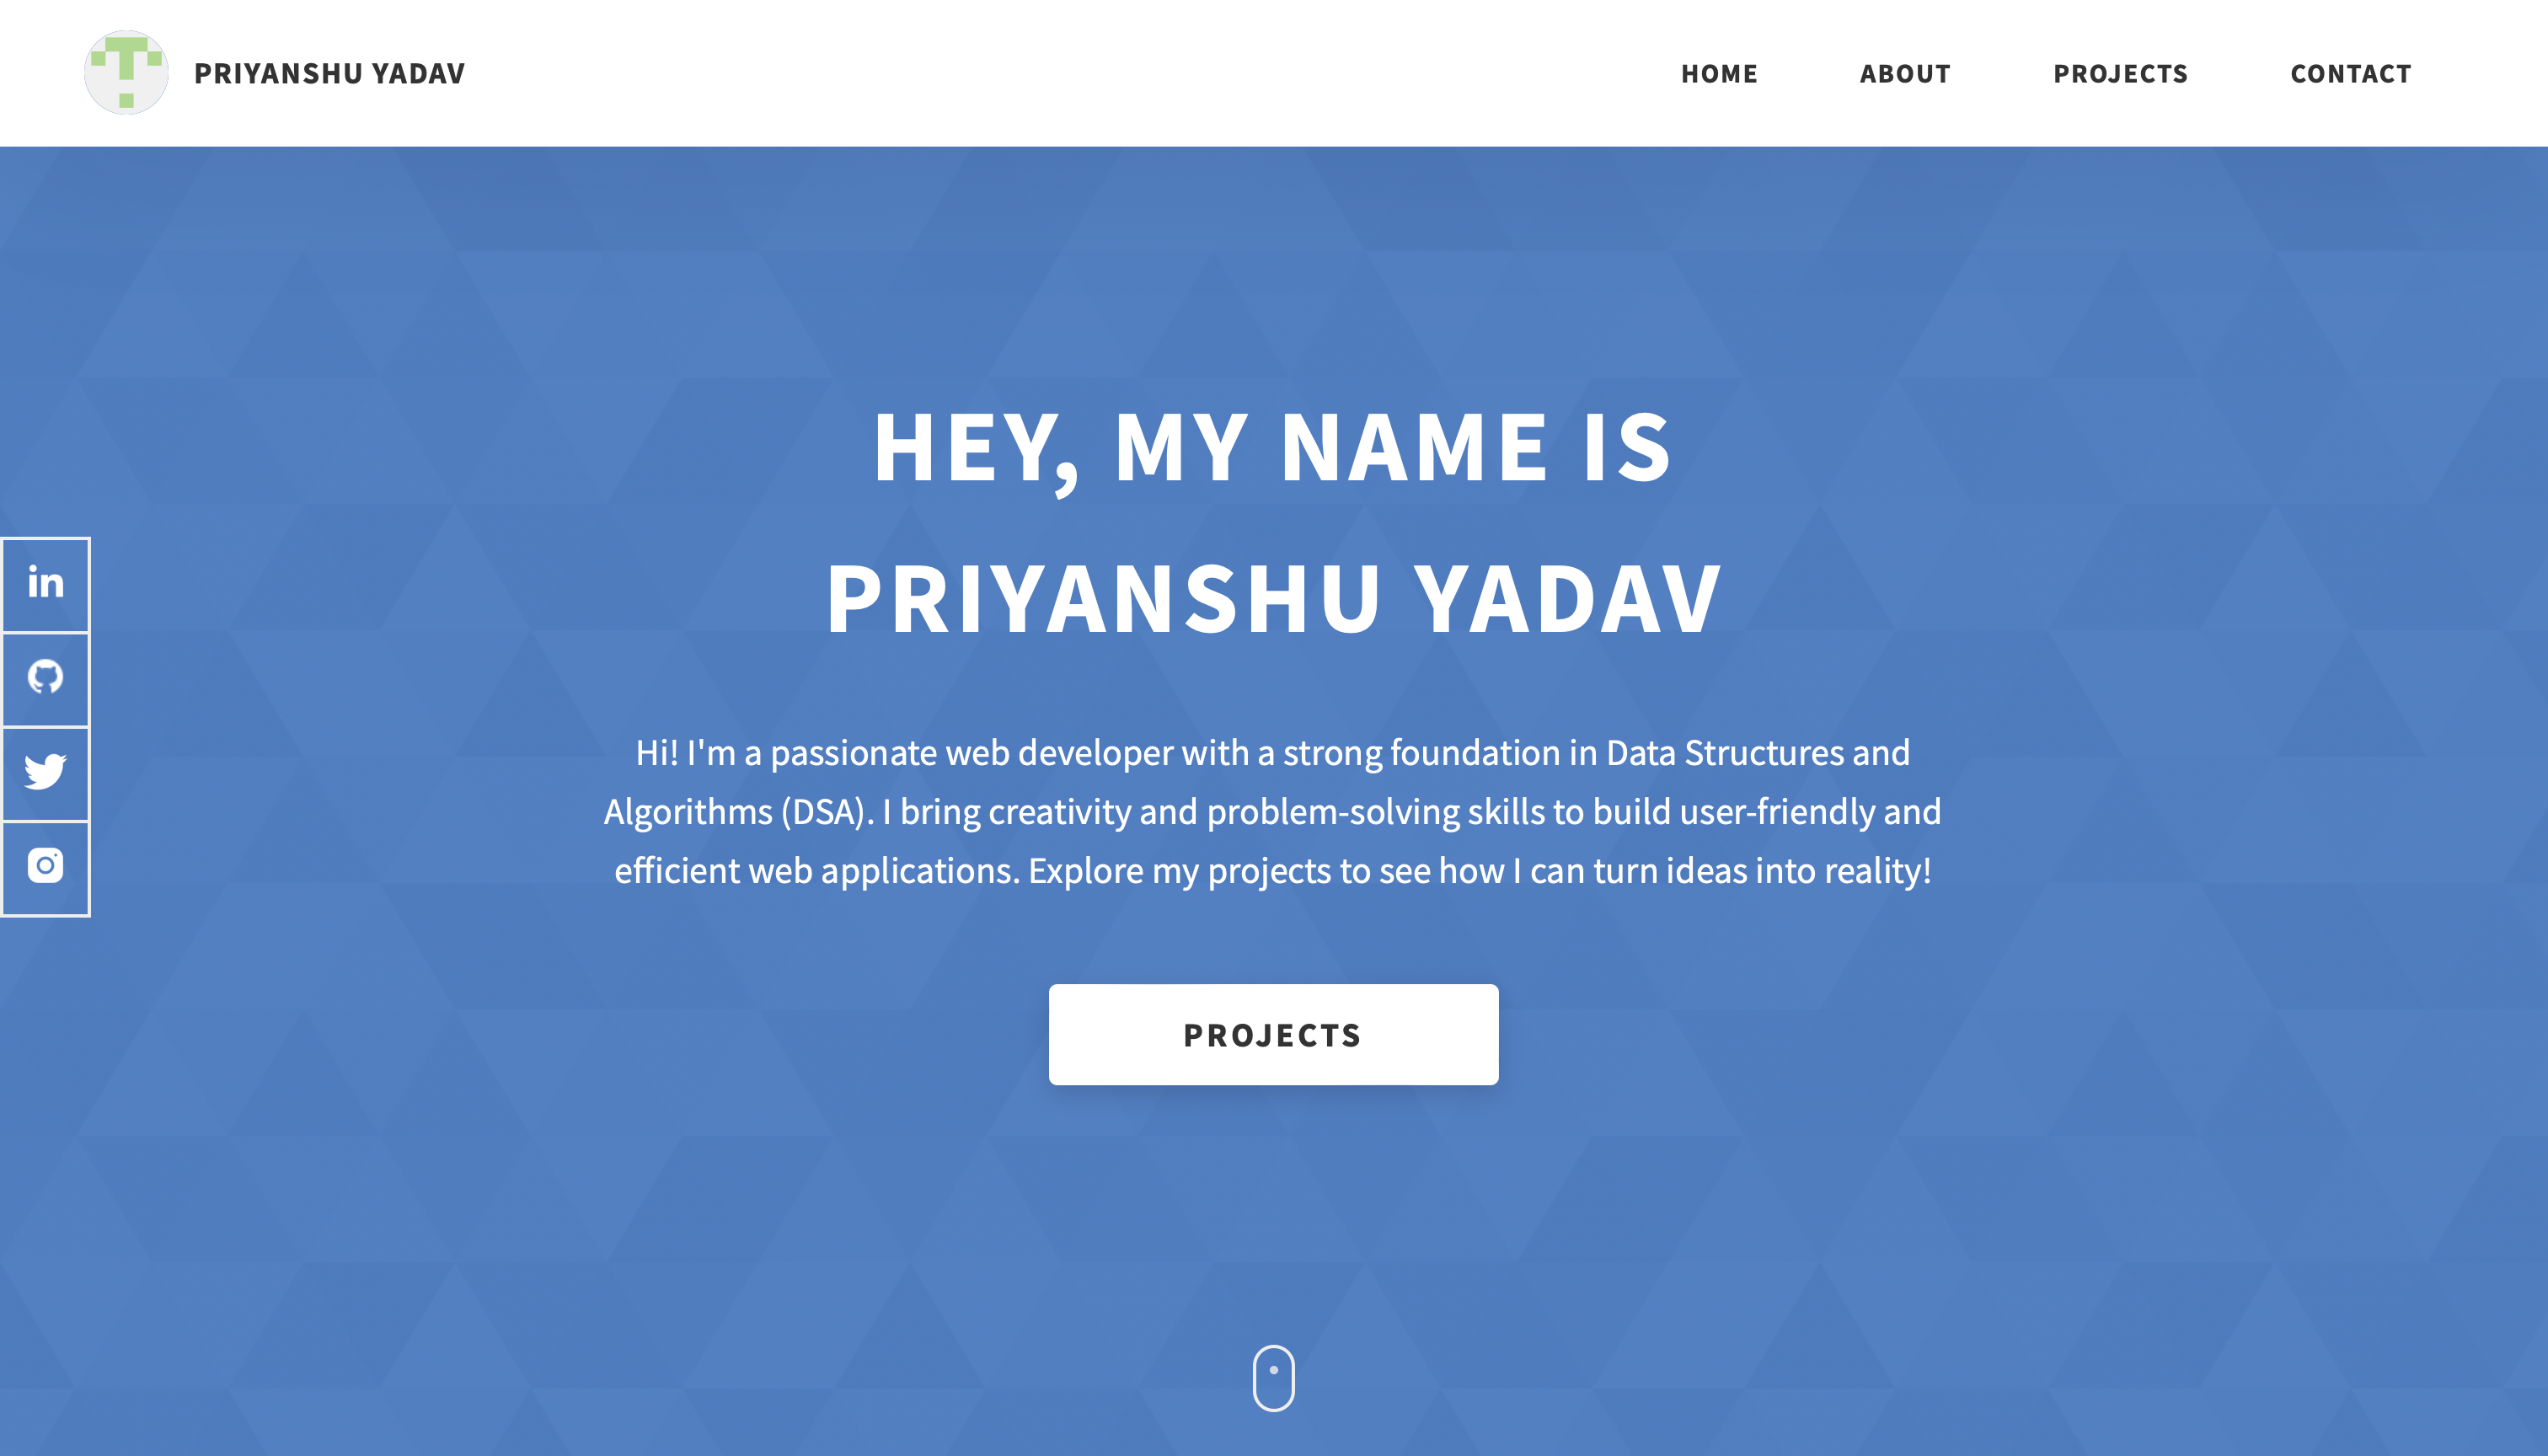 PRIYANSHU YADAV
HOME
ABOUT
PROJECTS
CONTACT
HEY, MY NAME IS
PRIYANSHU YADAV
in
Hi! I'm a passionate web developer with a strong foundation in Data Structures and
Algorithms (DSA). I bring creativity and problem-solving skills to build user-friendly and
efficient web applications. Explore my projects to see how I can turn ideas into reality!
PROJECTS